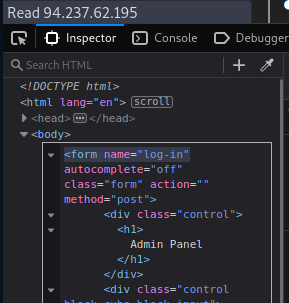 Read 94.237.62.195
Inspector Console Debugger
Search HTML
<!DOCTYPE html>
<html lang="en"> scroll
<head> ••• </head>
<body>
<form name="log-in"
autocomplete="off"
class="form" action=""
method="post">
<div class="control">
<h1>
Admin Panel
</h1>
</div>
<div class="control
block-cube block-input">